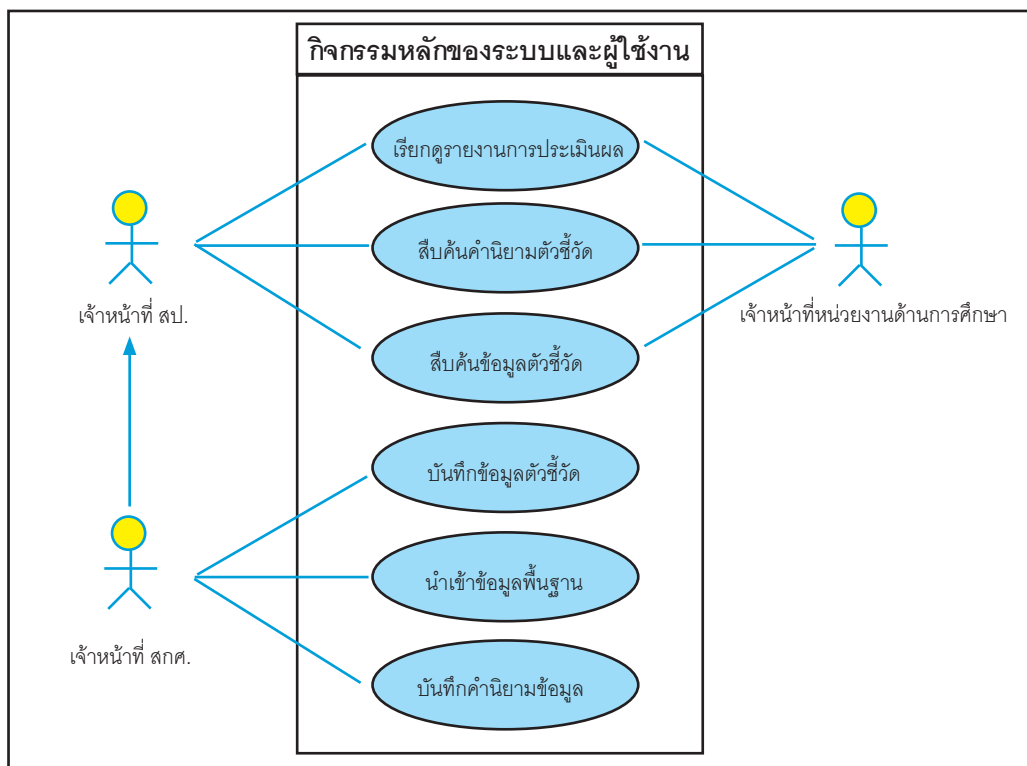 กิจกรรมหลักของระบบและผู้ใช้งาน
เรียกดูรายงานการประเมินผล
สืบค้นคำนิยามตัวชี้วัด
เจ้าหน้าที่ สป.
เจ้าหน้าที่หน่วยงานด้านการศึกษา
สืบค้นข้อมูลตัวชี้วัด
บันทึกข้อมูลตัวชี้วัด
นำเข้าข้อมูลพื้นฐาน
เจ้าหน้าที่ สกศ.
บันทึกคำนิยามข้อมูล